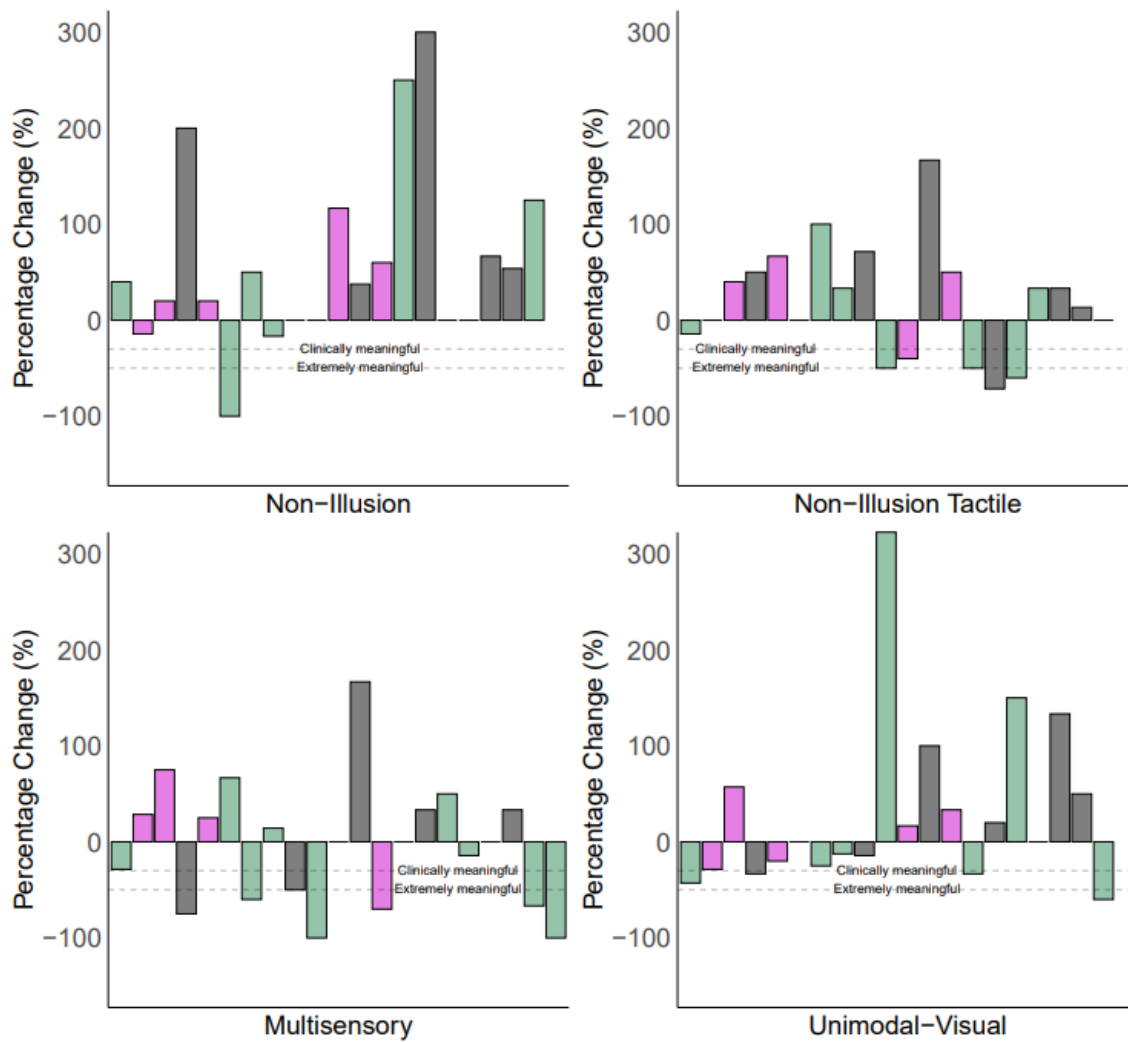 300
200
100
0
−100
Percentage Change (%)
Clinically meaningful
Extremely meaningful
Non−Illusion
300
200
100
0
−100
Percentage Change (%)
Clinically meaningful
Extremely meaningful
Non−Illusion Tactile
300
200
100
0
−100
Percentage Change (%)
Clinically meaningful
Extremely meaningful
Multisensory
300
200
100
0
−100
Percentage Change (%)
Clinically meaningful
Extremely meaningful
Unimodal−Visual